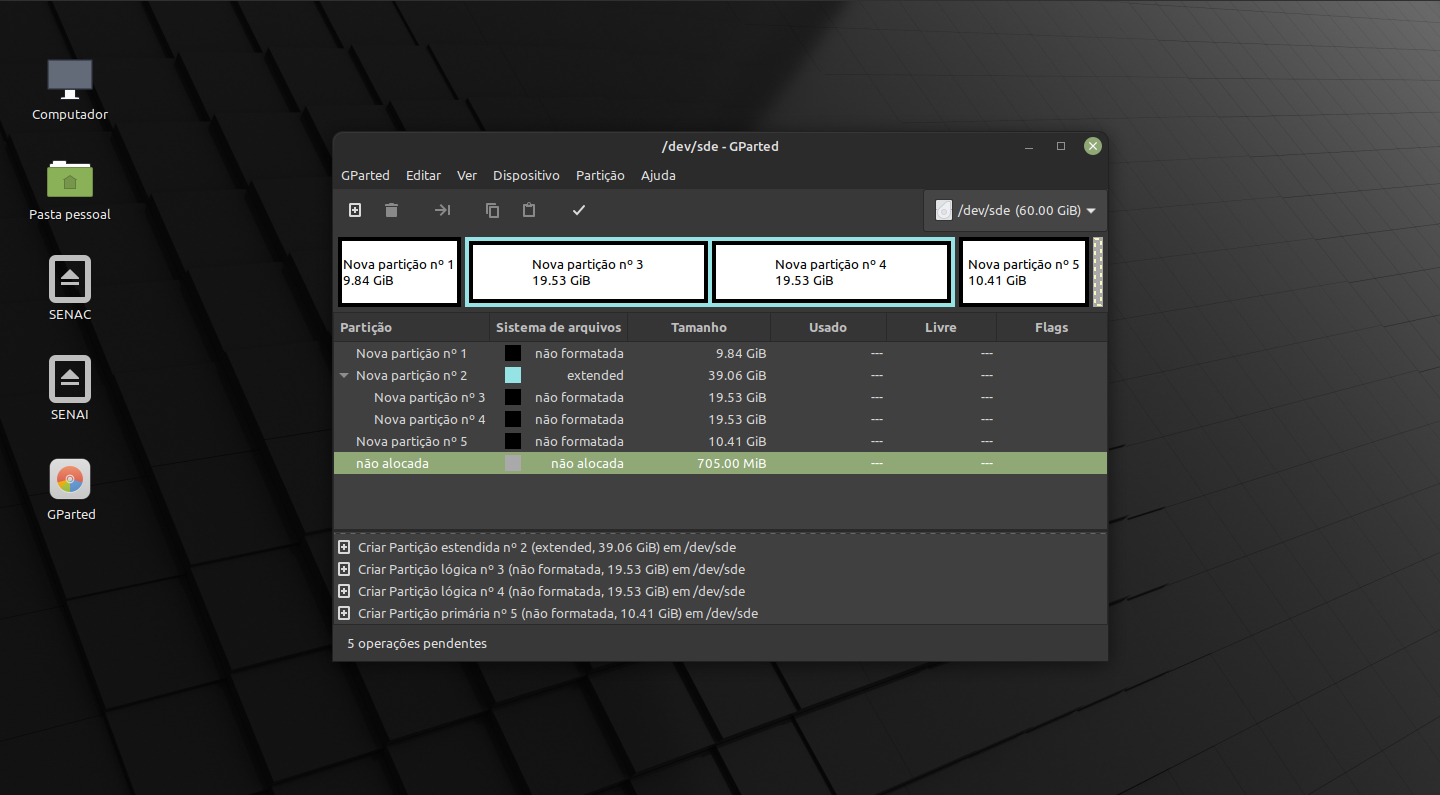 Computador
Pasta pessoal
SENAC
SENAI
GParted
/dev/sde - GParted
GParted Editar Ver Dispositivo Partição Ajuda
/dev/sde (60.00 GiB)
Nova partição nº 1
9.84 GiB
Nova partição nº 3
19.53 GiB
Nova partição nº 4
19.53 GiB
Nova partição nº 5
10.41 GiB
Partição Sistema de arquivos Tamanho Usado Livre Flags
Nova partição nº 1 não formatada 9.84 GiB --- ---
Nova partição nº 2 extended 39.06 GiB --- ---
Nova partição nº 3 não formatada 19.53 GiB --- ---
Nova partição nº 4 não formatada 19.53 GiB --- ---
Nova partição nº 5 não formatada 10.41 GiB --- ---
não alocada não alocada 705.00 MiB --- ---
Criar Partição estendida nº 2 (extended, 39.06 GiB) em /dev/sde
Criar Partição lógica nº 3 (não formatada, 19.53 GiB) em /dev/sde
Criar Partição lógica nº 4 (não formatada, 19.53 GiB) em /dev/sde
Criar Partição primária nº 5 (não formatada, 10.41 GiB) em /dev/sde
5 operações pendentes